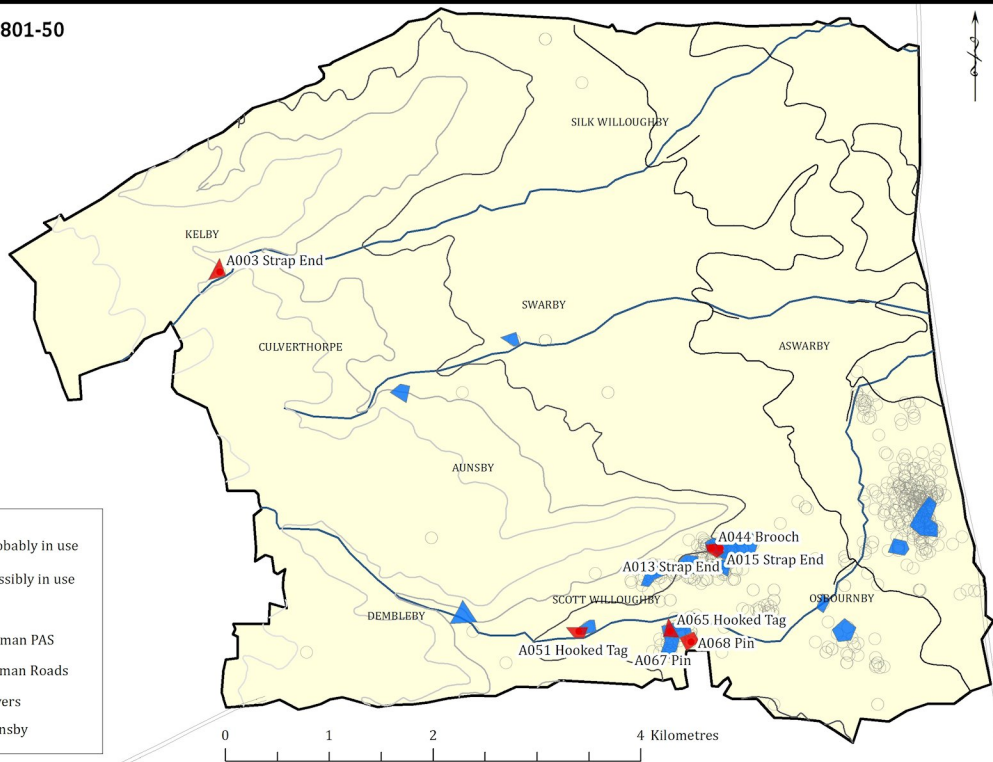 801-50
SILK WILLOUGHBY
KELBY
A003 Strap End
SWARBY
CULVERTHORPE
ASWARBY
AUNSBY
obably in use
ssibly in use
man PAS
man Roads
ers
nsby
A044 Brooch
A015 Strap End
A013 Strap End
SCOTT WILLOUGHBY
OSBOURNBY
DEMBLEBY
A065 Hooked Tag
A068 Pin
A051 Hooked Tag
A067 Pin
0 1 2 4 Kilometres